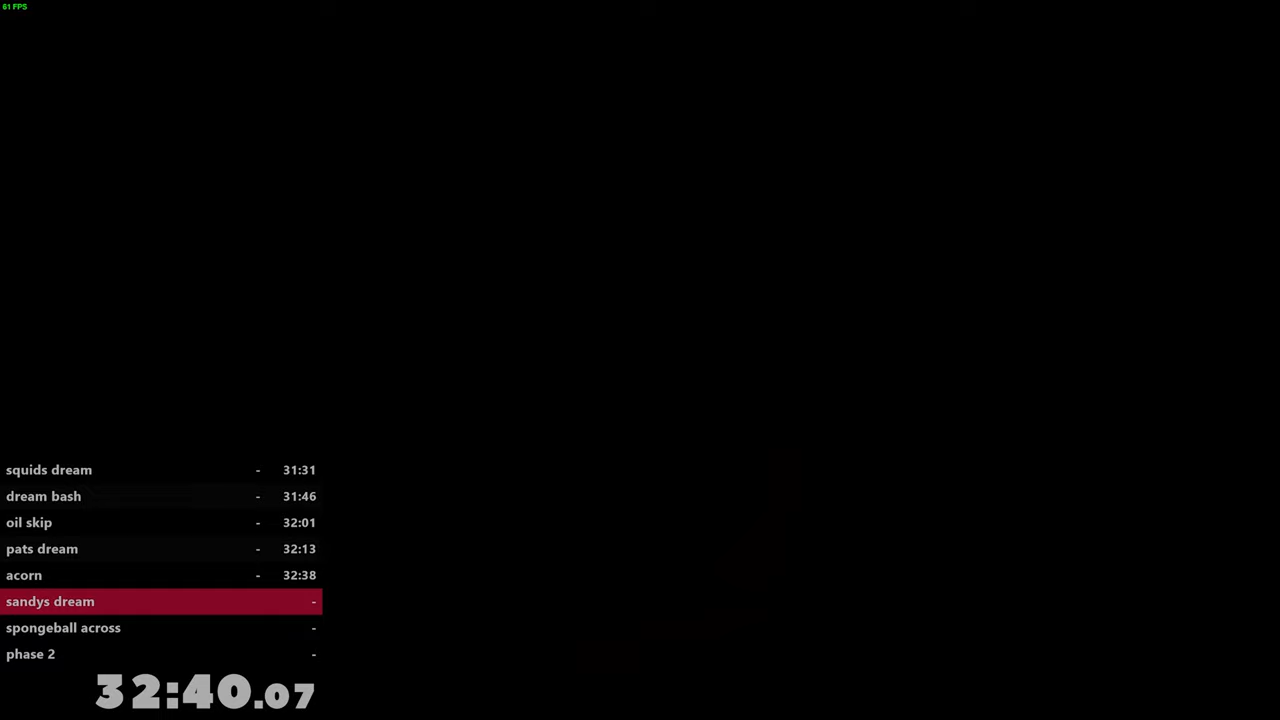 61 FPS
squids dream - 31:31
dream bash - 31:46
oil skip - 32:01
pats dream - 32:13
acorn - 32:38
sandys dream -
spongeball across -
phase 2 -
32:40.07